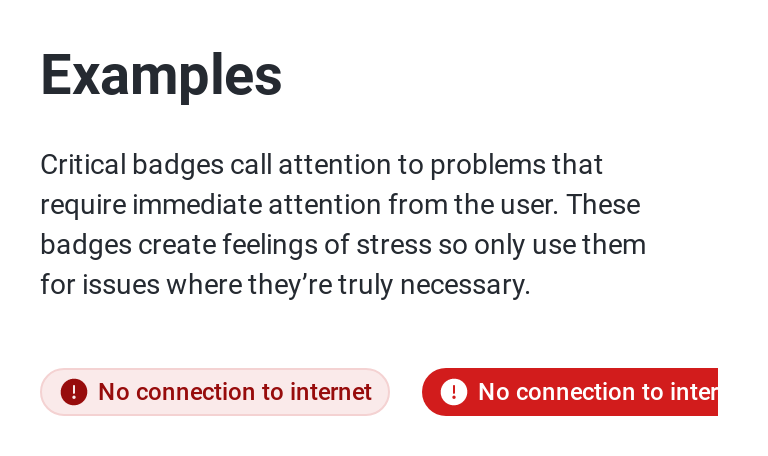 Examples
Critical badges call attention to problems that
require immediate attention from the user. These
badges create feelings of stress so only use them
for issues where they’re truly necessary.
No connection to internet
No connection to inter